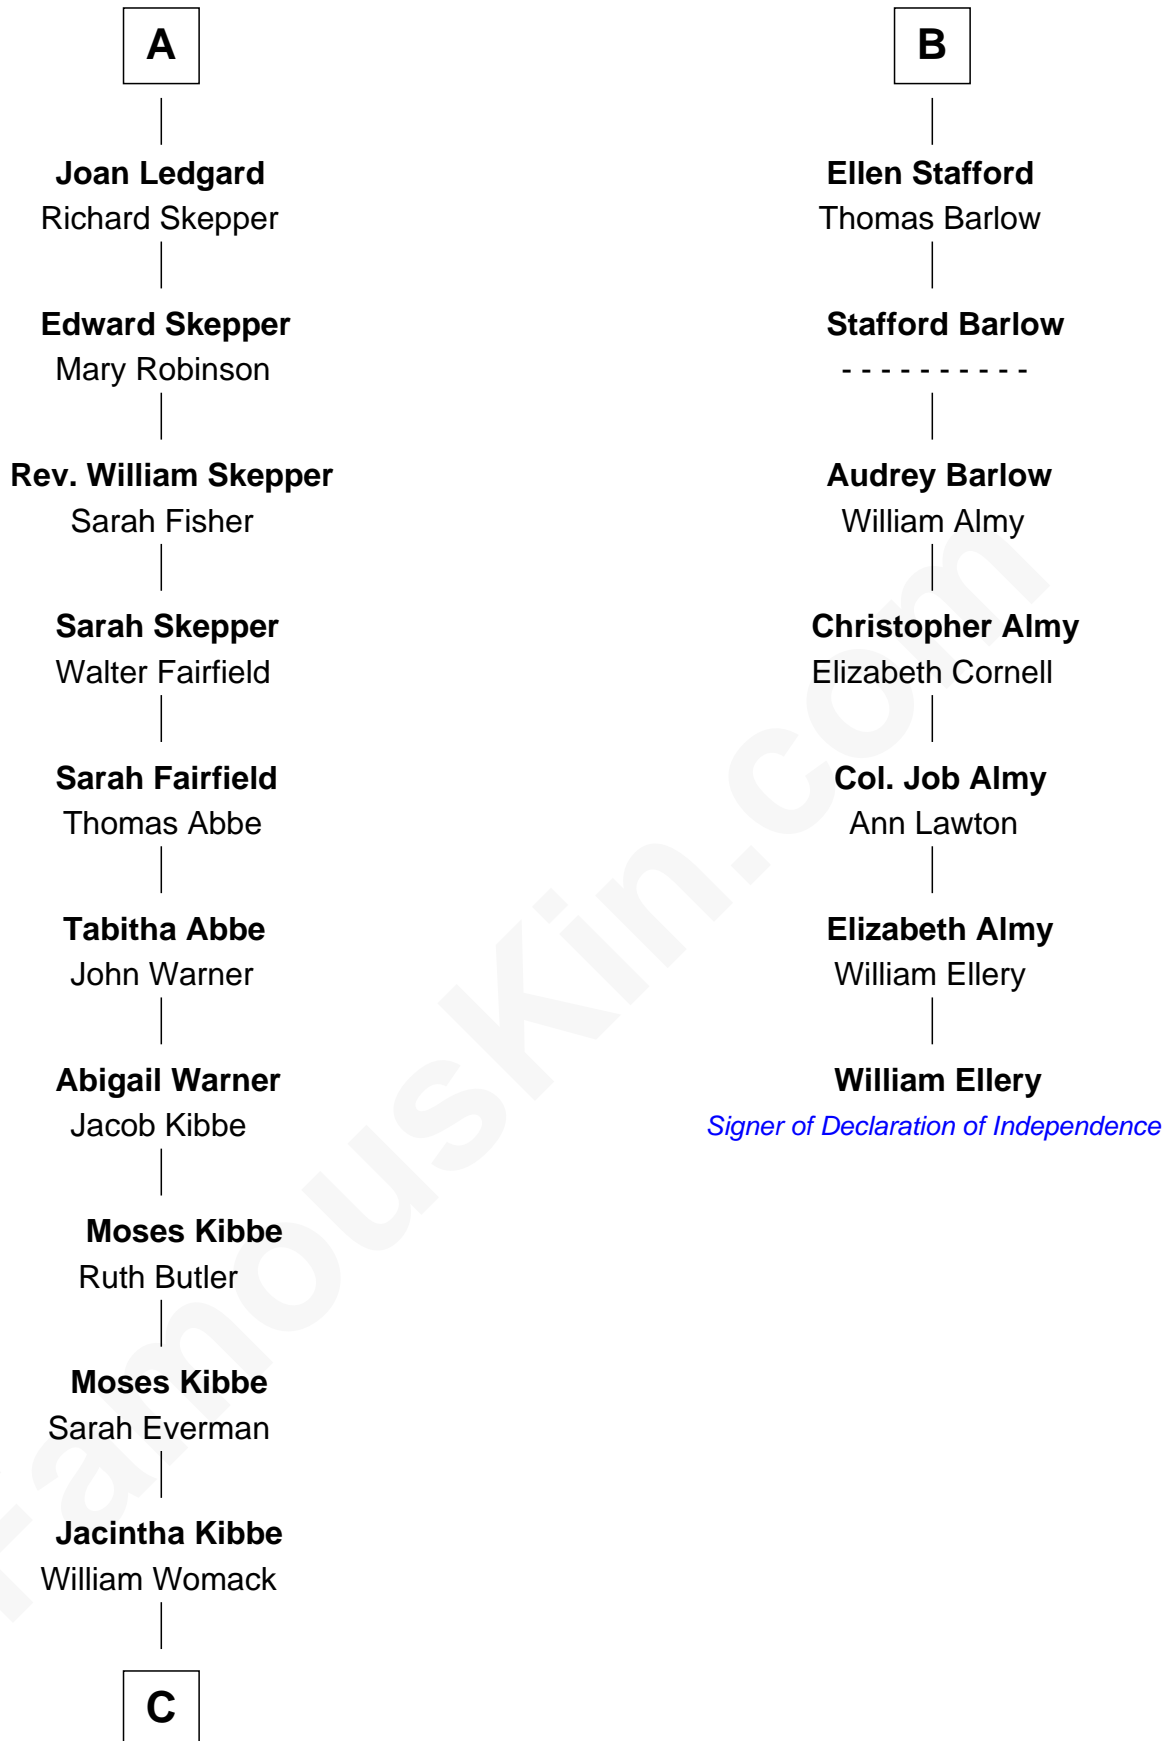 A
Joan Ledgard
Richard Skepper
Edward Skepper
Mary Robinson
Rev. William Skepper
Sarah Fisher
Sarah Skepper
Walter Fairfield
Sarah Fairfield
Thomas Abbe
Tabitha Abbe
John Warner
Abigail Warner
Jacob Kibbe
Moses Kibbe
Ruth Butler
Moses Kibbe
Sarah Everman
Jacintha Kibbe
William Womack
C
B
Ellen Stafford
Thomas Barlow
Stafford Barlow
- - - - - - - - - -
Audrey Barlow
William Almy
Christopher Almy
Elizabeth Cornell
Col. Job Almy
Ann Lawton
Elizabeth Almy
William Ellery
William Ellery
Signer of Declaration of Independence
FamousKin.com